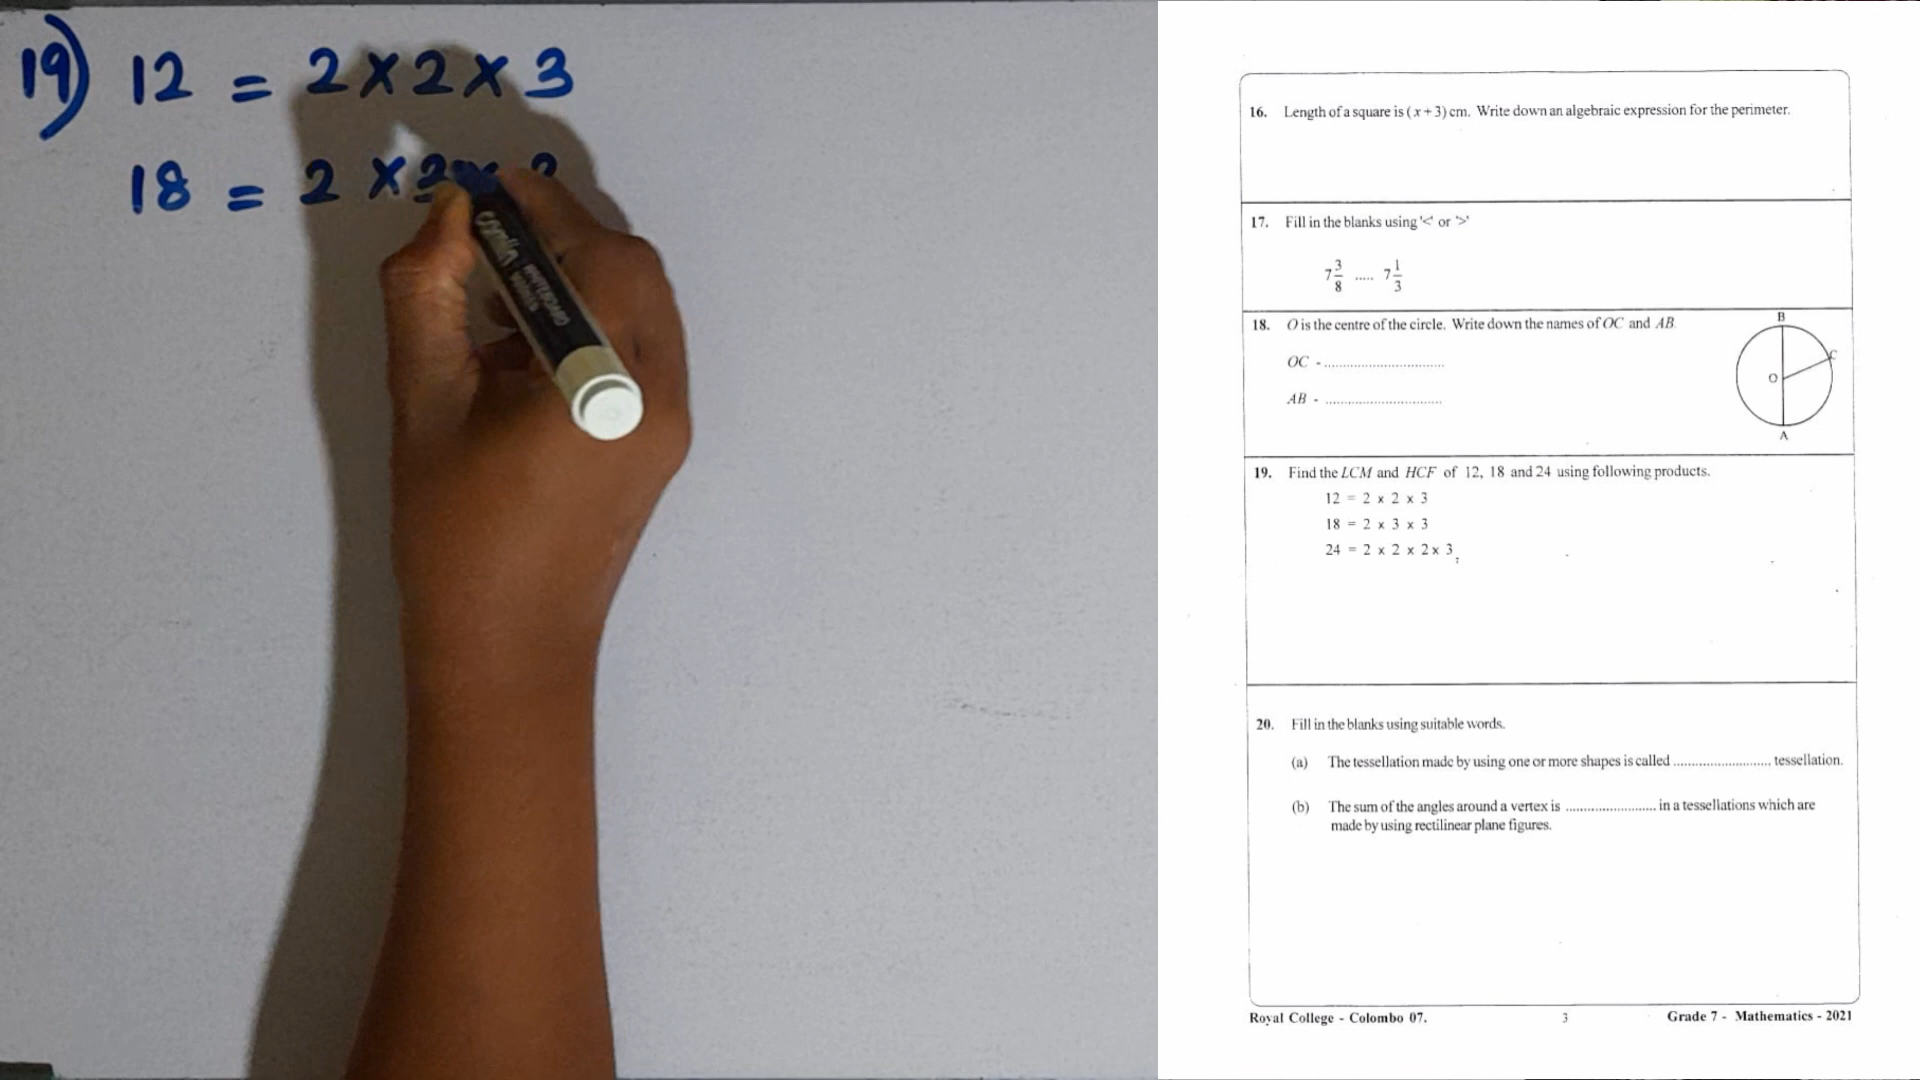 19) 12 = 2 × 2 × 3
18 = 2 ×
camlin
WHITEBOARD
MARKER
16. Length of a square is (x + 3) cm. Write down an algebraic expression for the perimeter.
17. Fill in the blanks using '<' or '>'
7 3/8 ..... 7 1/3
18. O is the centre of the circle. Write down the names of OC and AB.
OC - ..............................
AB - .............................
B
C
O
A
19. Find the LCM and HCF of 12, 18 and 24 using following products.
12 = 2 x 2 x 3
18 = 2 x 3 x 3
24 = 2 x 2 x 2 x 3
20. Fill in the blanks using suitable words.
(a) The tessellation made by using one or more shapes is called ......................... tessellation.
(b) The sum of the angles around a vertex is ....................... in a tessellations which are
made by using rectilinear plane figures.
Royal College - Colombo 07. 3 Grade 7 - Mathematics - 2021